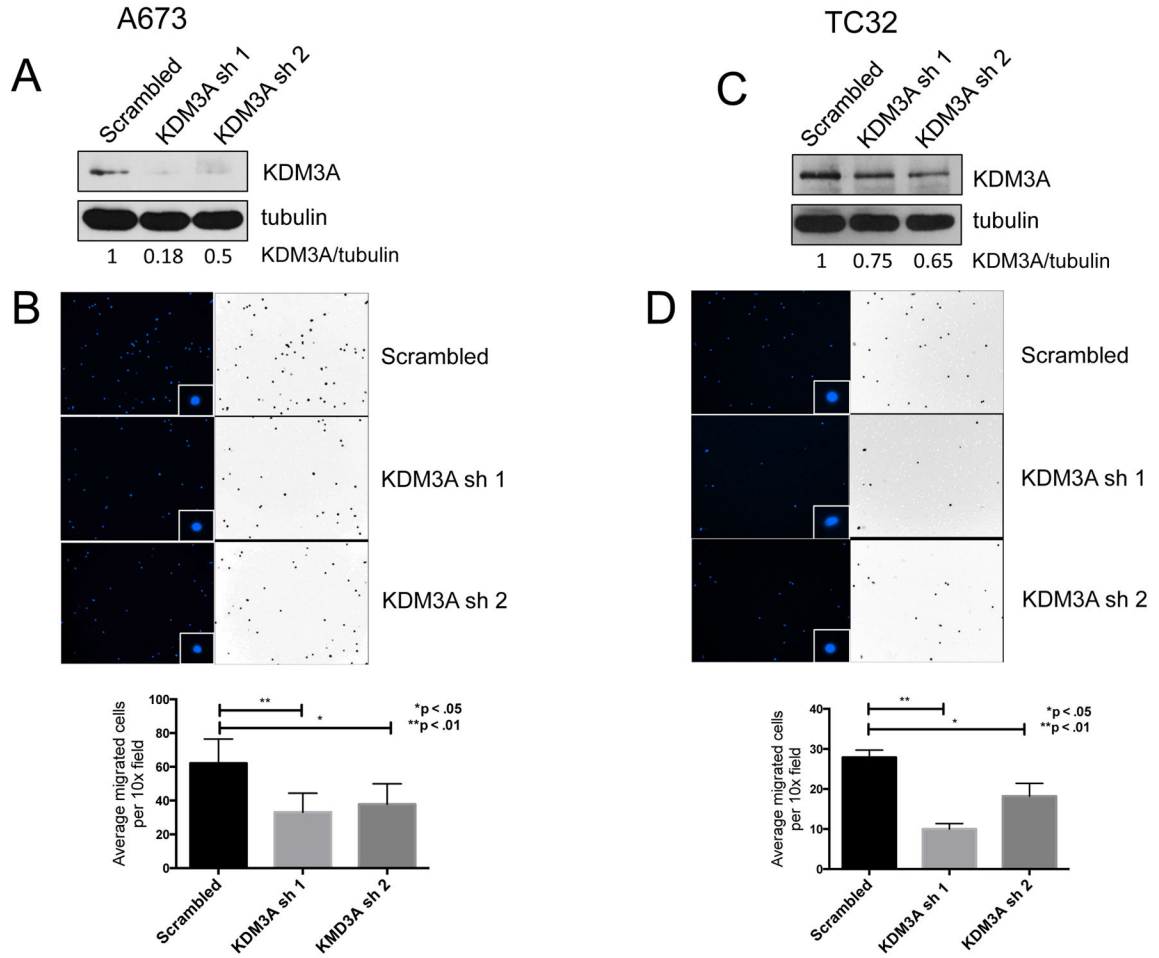 A673
A
Scrambled
KDM3A sh 1
KDM3A sh 2
KDM3A
tubulin
1 0.18 0.5 KDM3A/tubulin
B
Scrambled
KDM3A sh 1
KDM3A sh 2
100
80
60
40
20
0
Average migrated cells
per 10x field
**
*
*p < .05
**p < .01
Scrambled
KDM3A sh 1
KMD3A sh 2
TC32
C
Scrambled
KDM3A sh 1
KDM3A sh 2
KDM3A
tubulin
1 0.75 0.65 KDM3A/tubulin
D
Scrambled
KDM3A sh 1
KDM3A sh 2
40
30
20
10
0
Average migrated cells
per 10x field
**
*
*p < .05
**p < .01
Scrambled
KDM3A sh 1
KDM3A sh 2